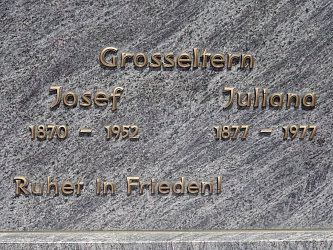 Grosseltern
Josef Juliana
1870 – 1952 1877 – 1977
Ruhet in Frieden!